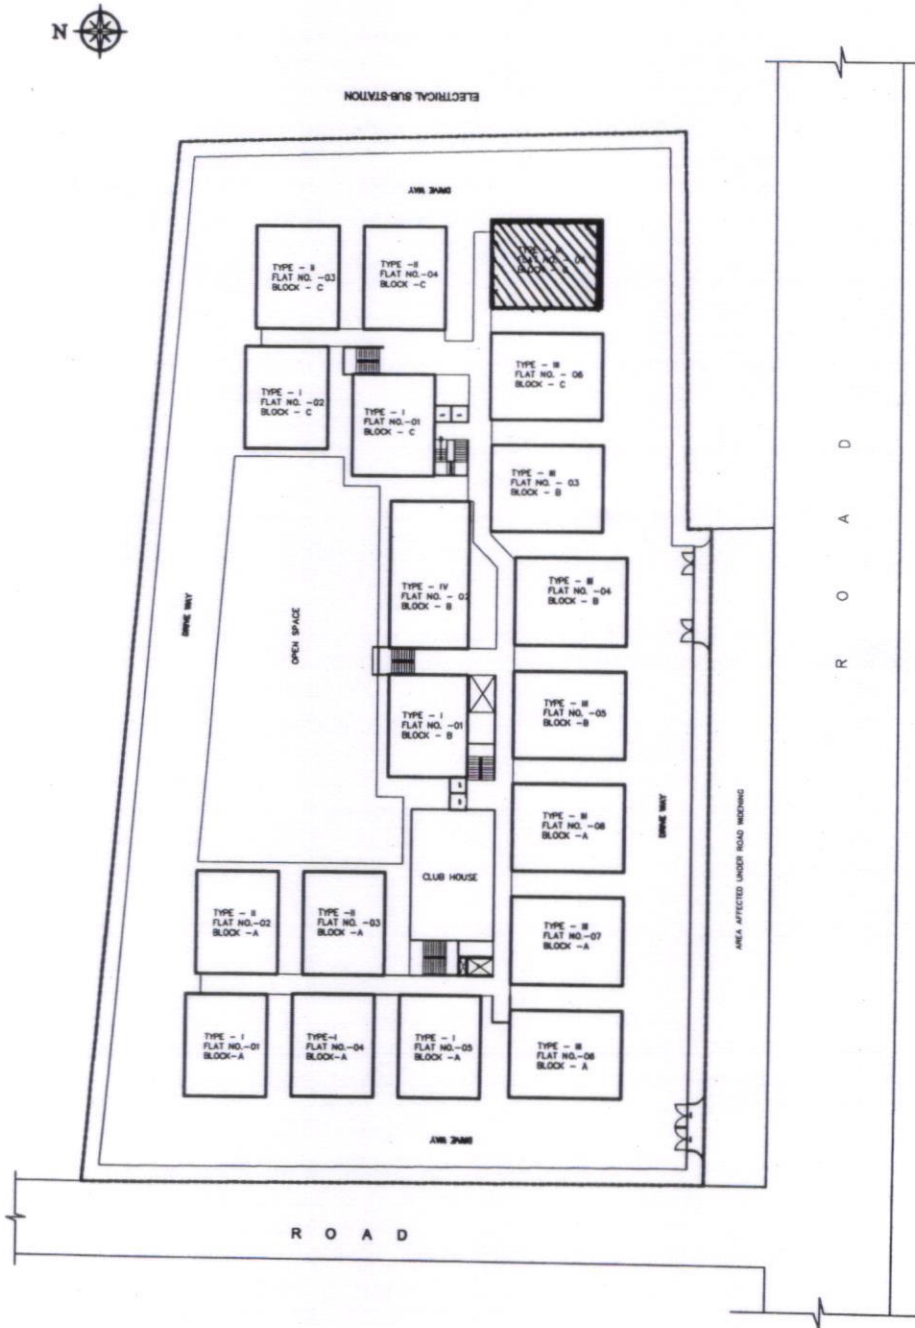 N
ELECTRICAL SUB-STATION
DRIVE WAY
TYPE - II
FLAT NO. -03
BLOCK - C
TYPE -II
FLAT NO.-04
BLOCK -C
TYPE - III
FLAT NO. - 06
BLOCK - C
TYPE - I
FLAT NO. -02
BLOCK - C
TYPE - I
FLAT NO.-01
BLOCK - C
TYPE - III
FLAT NO. - 03
BLOCK - B
TYPE - IV
FLAT NO. - 02
BLOCK - B
TYPE - III
FLAT NO. -04
BLOCK - B
DRIVE WAY
OPEN SPACE
TYPE - I
FLAT NO. -01
BLOCK - B
TYPE - III
FLAT NO. -05
BLOCK -B
R O A D
TYPE - III
FLAT NO. -08
BLOCK -A
DRIVE WAY
AREA AFFECTED UNDER ROAD WIDENING
CLUB HOUSE
TYPE - II
FLAT NO.-02
BLOCK -A
TYPE -II
FLAT NO. -03
BLOCK -A
TYPE - III
FLAT NO.-07
BLOCK -A
TYPE - I
FLAT NO.-01
BLOCK-A
TYPE-I
FLAT NO.-04
BLOCK-A
TYPE - I
FLAT NO.-05
BLOCK -A
TYPE - III
FLAT NO.-06
BLOCK - A
DRIVE WAY
R O A D